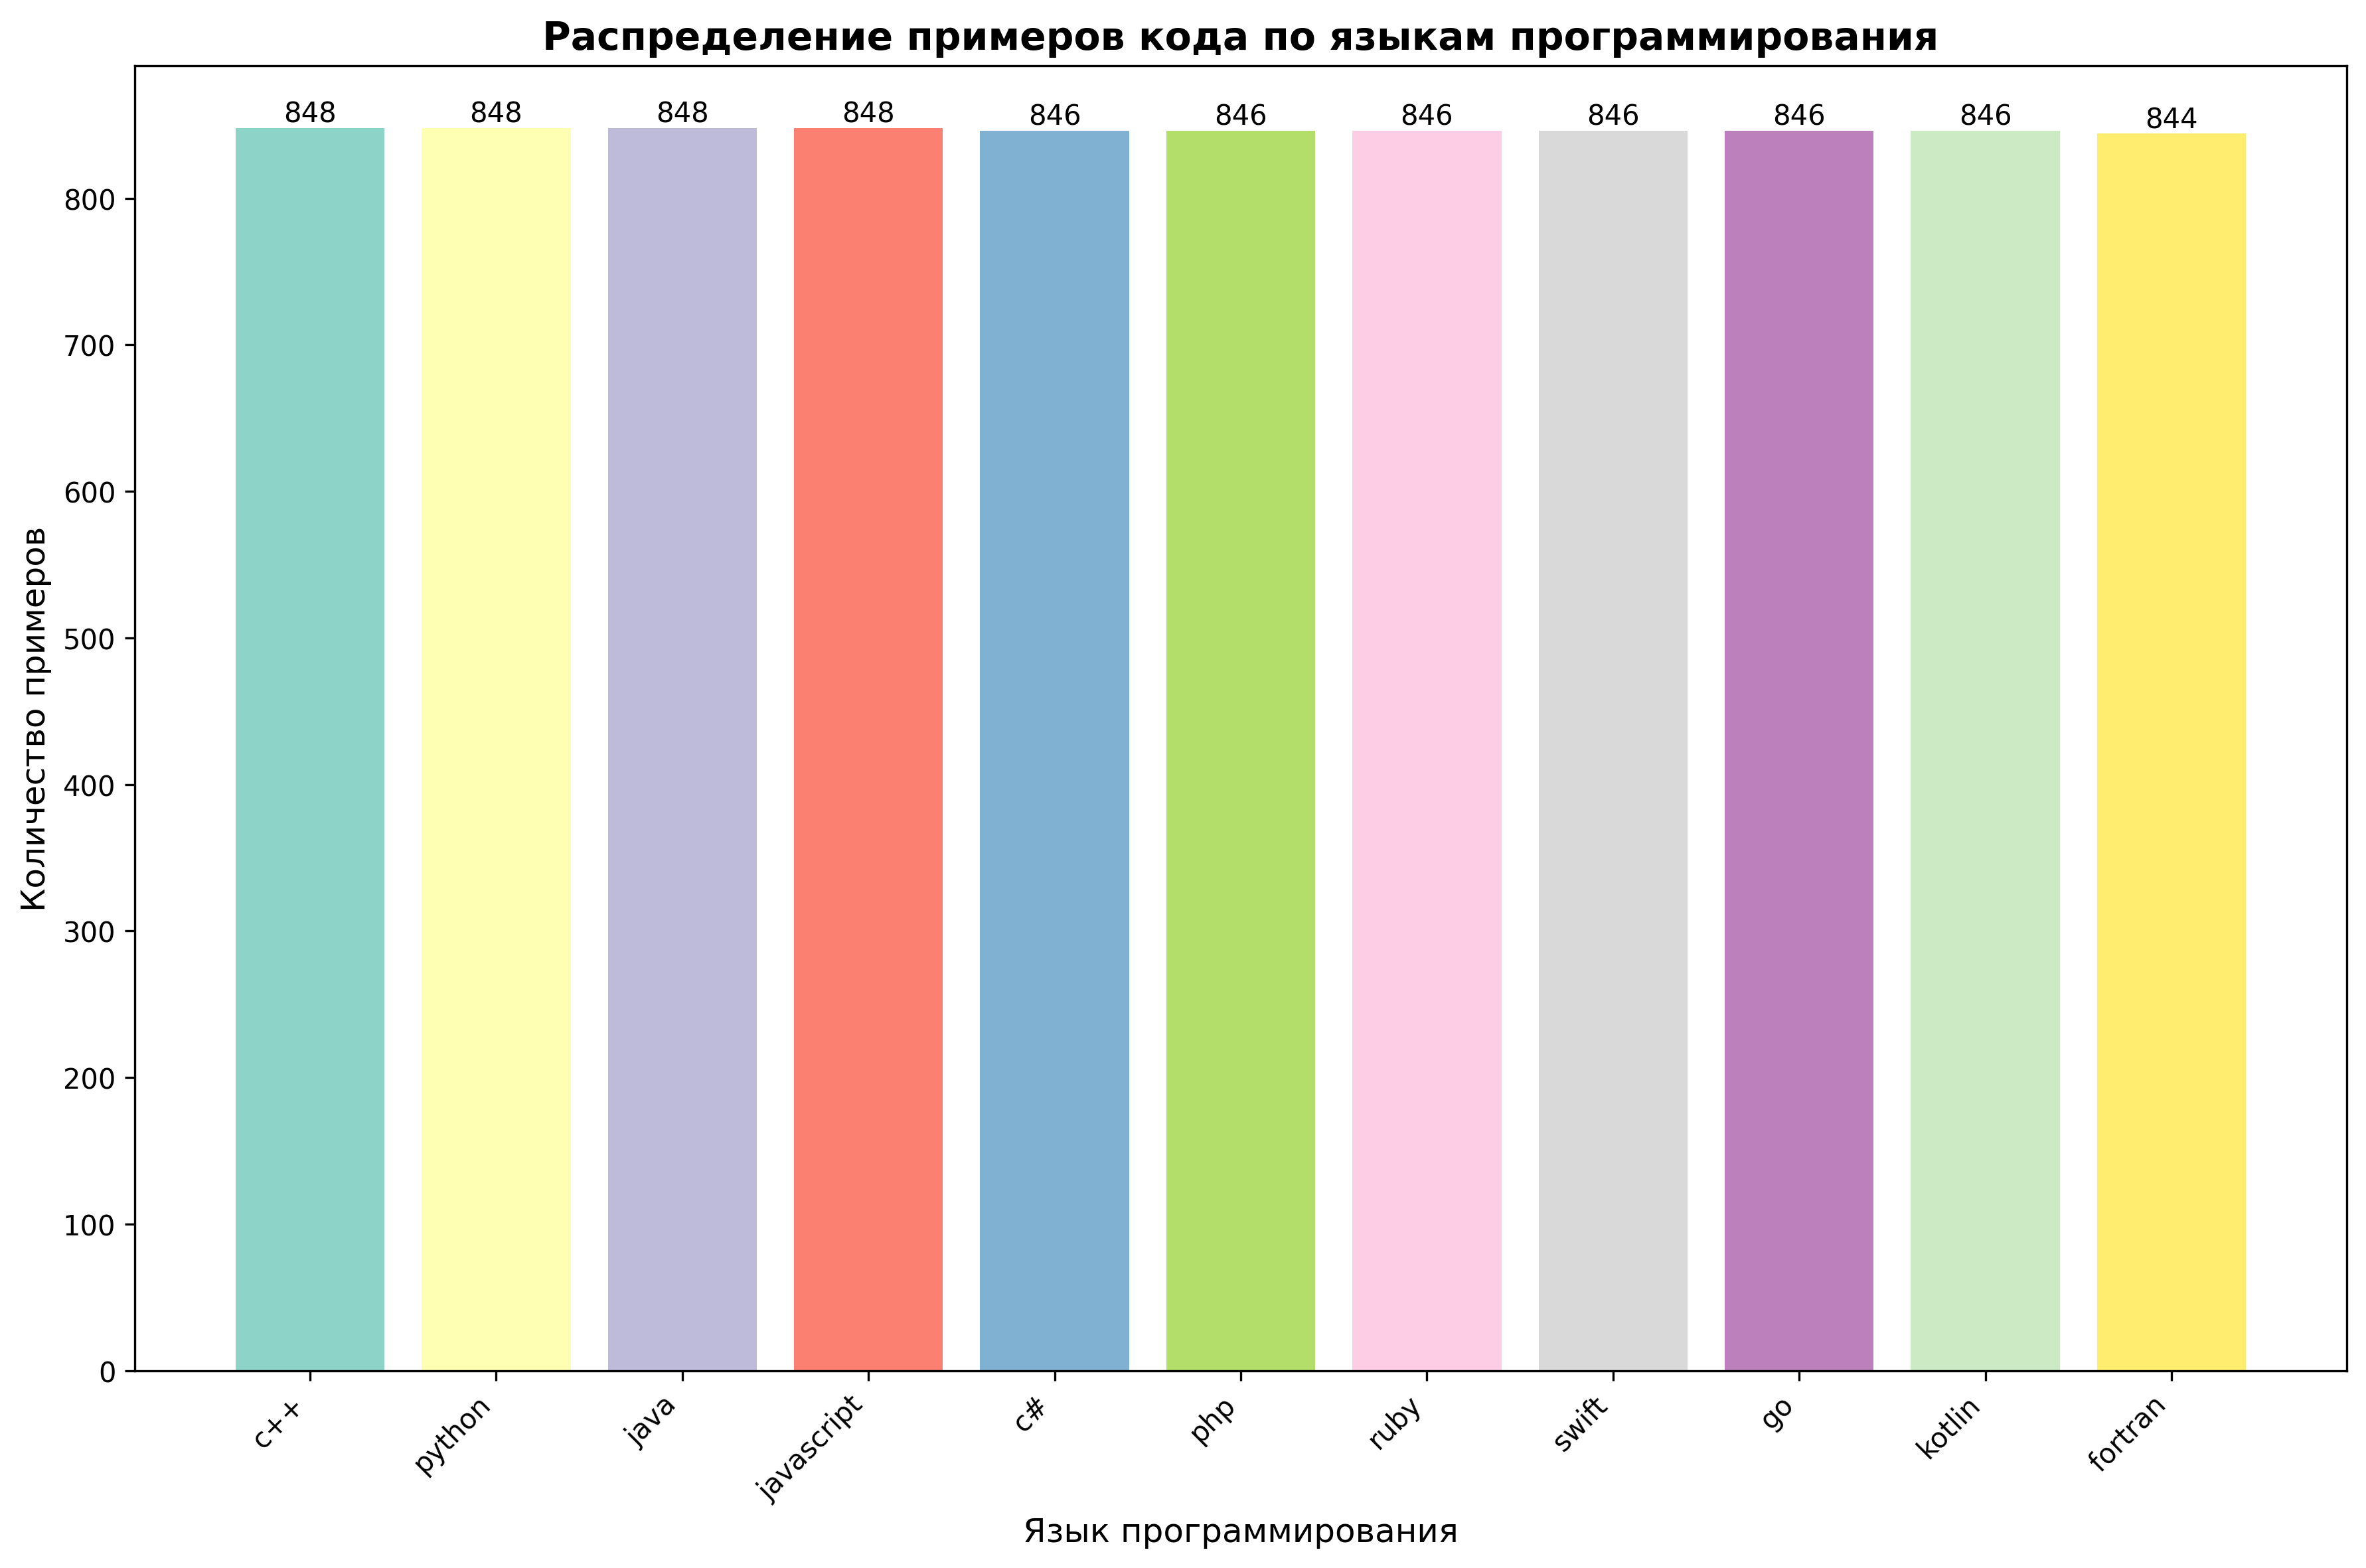 Распределение примеров кода по языкам программирования
848 848 848 848 846 846 846 846 846 846 844
800
700
600
500
400
300
200
100
0
Количество примеров
c++ python java javascript c# php ruby swift go kotlin fortran
Язык программирования